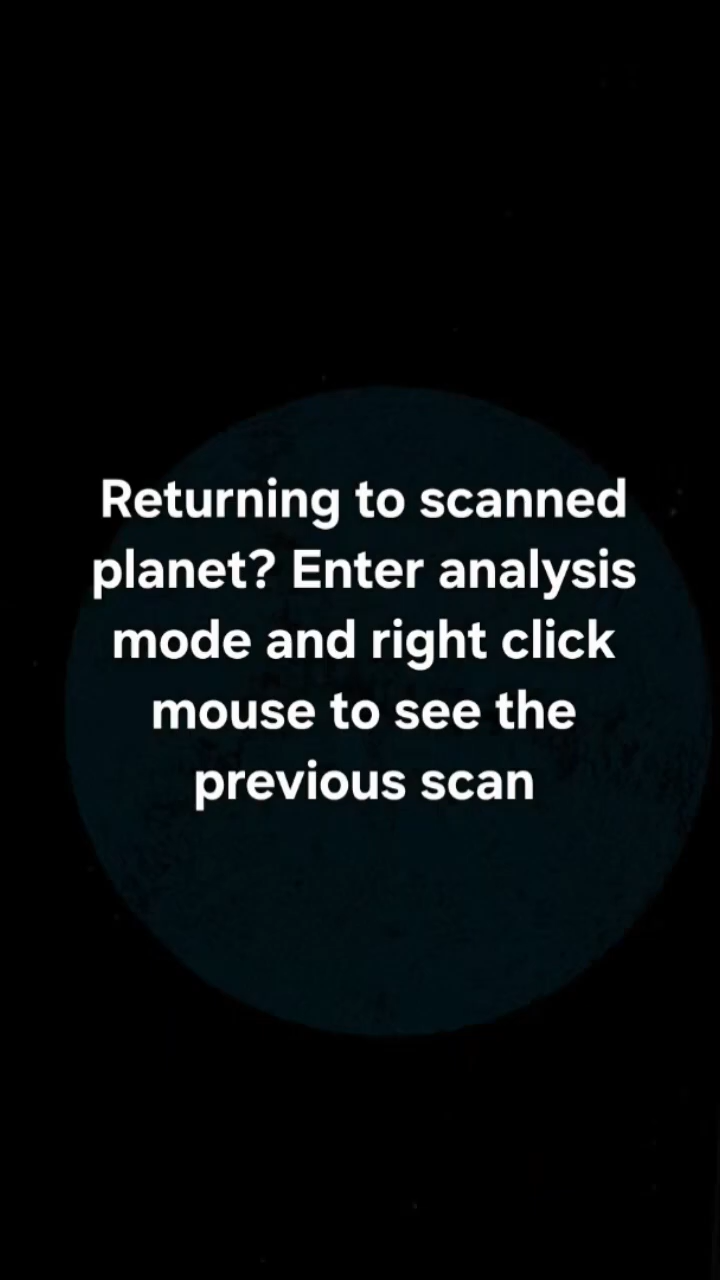 Returning to scanned
planet? Enter analysis
mode and right click
mouse to see the
previous scan